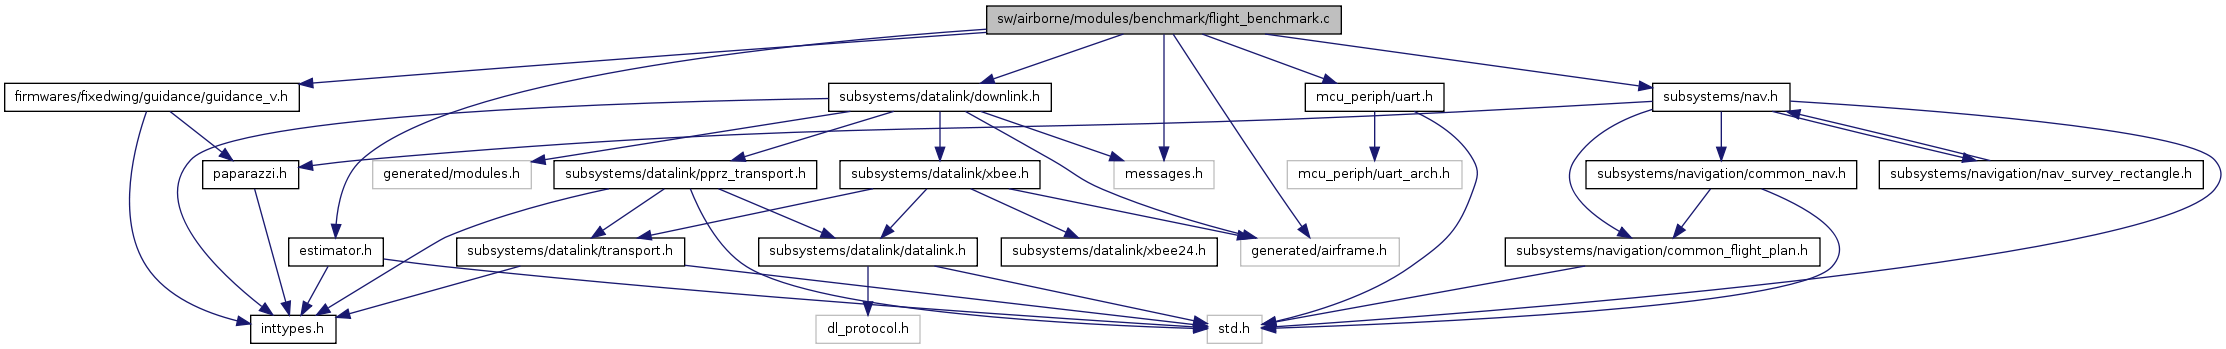 sw/airborne/modules/benchmark/flight_benchmark.c
firmwares/fixedwing/guidance/guidance_v.h
subsystems/datalink/downlink.h
mcu_periph/uart.h
subsystems/nav.h
paparazzi.h
generated/modules.h
subsystems/datalink/pprz_transport.h
subsystems/datalink/xbee.h
messages.h
mcu_periph/uart_arch.h
subsystems/navigation/common_nav.h
subsystems/navigation/nav_survey_rectangle.h
estimator.h
subsystems/datalink/transport.h
subsystems/datalink/datalink.h
subsystems/datalink/xbee24.h
generated/airframe.h
subsystems/navigation/common_flight_plan.h
inttypes.h
dl_protocol.h
std.h